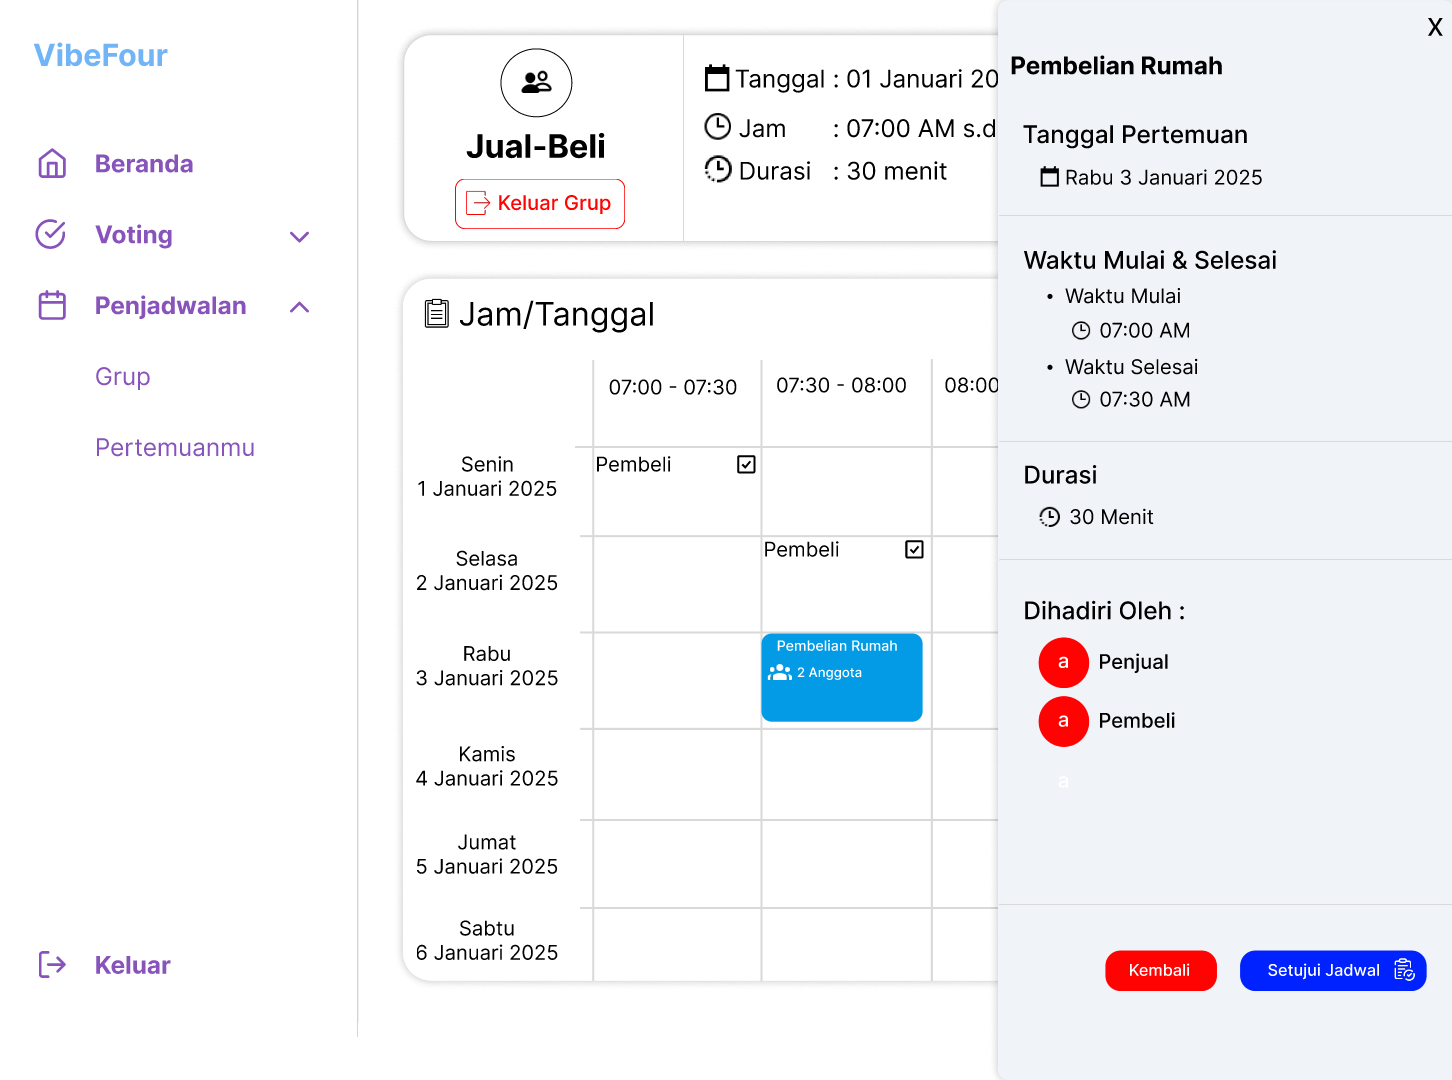 VibeFour
Beranda
Voting
Penjadwalan
Grup
Pertemuanmu
Keluar
Jual-Beli
Keluar Grup
Tanggal : 01 Januari 20
Jam : 07:00 AM s.d
Durasi : 30 menit
Jam/Tanggal
07:00 - 07:30
07:30 - 08:00
08:00
Senin
1 Januari 2025
Pembeli
Selasa
2 Januari 2025
Pembeli
Rabu
3 Januari 2025
Pembelian Rumah
2 Anggota
Kamis
4 Januari 2025
Jumat
5 Januari 2025
Sabtu
6 Januari 2025
X
Pembelian Rumah
Tanggal Pertemuan
Rabu 3 Januari 2025
Waktu Mulai & Selesai
• Waktu Mulai
07:00 AM
• Waktu Selesai
07:30 AM
Durasi
30 Menit
Dihadiri Oleh :
a Penjual
a Pembeli
a
Kembali
Setujui Jadwal